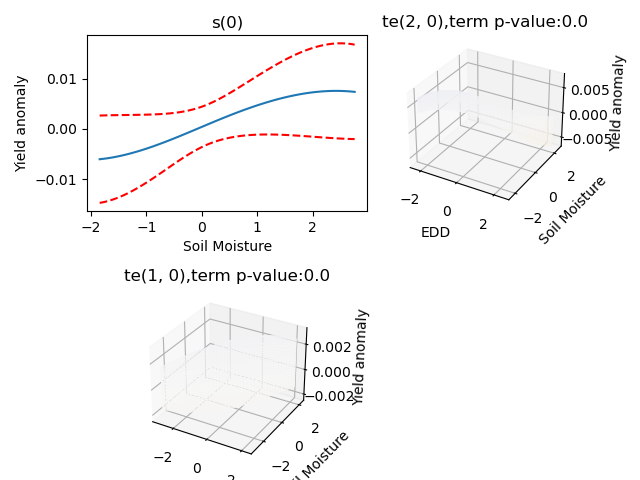 s(0)
Yield anomaly
0.01
0.00
−0.01
−2
−1
0
1
2
Soil Moisture
te(2, 0),term p-value:0.0
0.005
0.000
−0.005
Yield anomaly
−2
0
2
EDD
−2
0
2
Soil Moisture
te(1, 0),term p-value:0.0
0.002
0.000
−0.002
Yield anomaly
−2
0
2
−2
0
2
Moisture